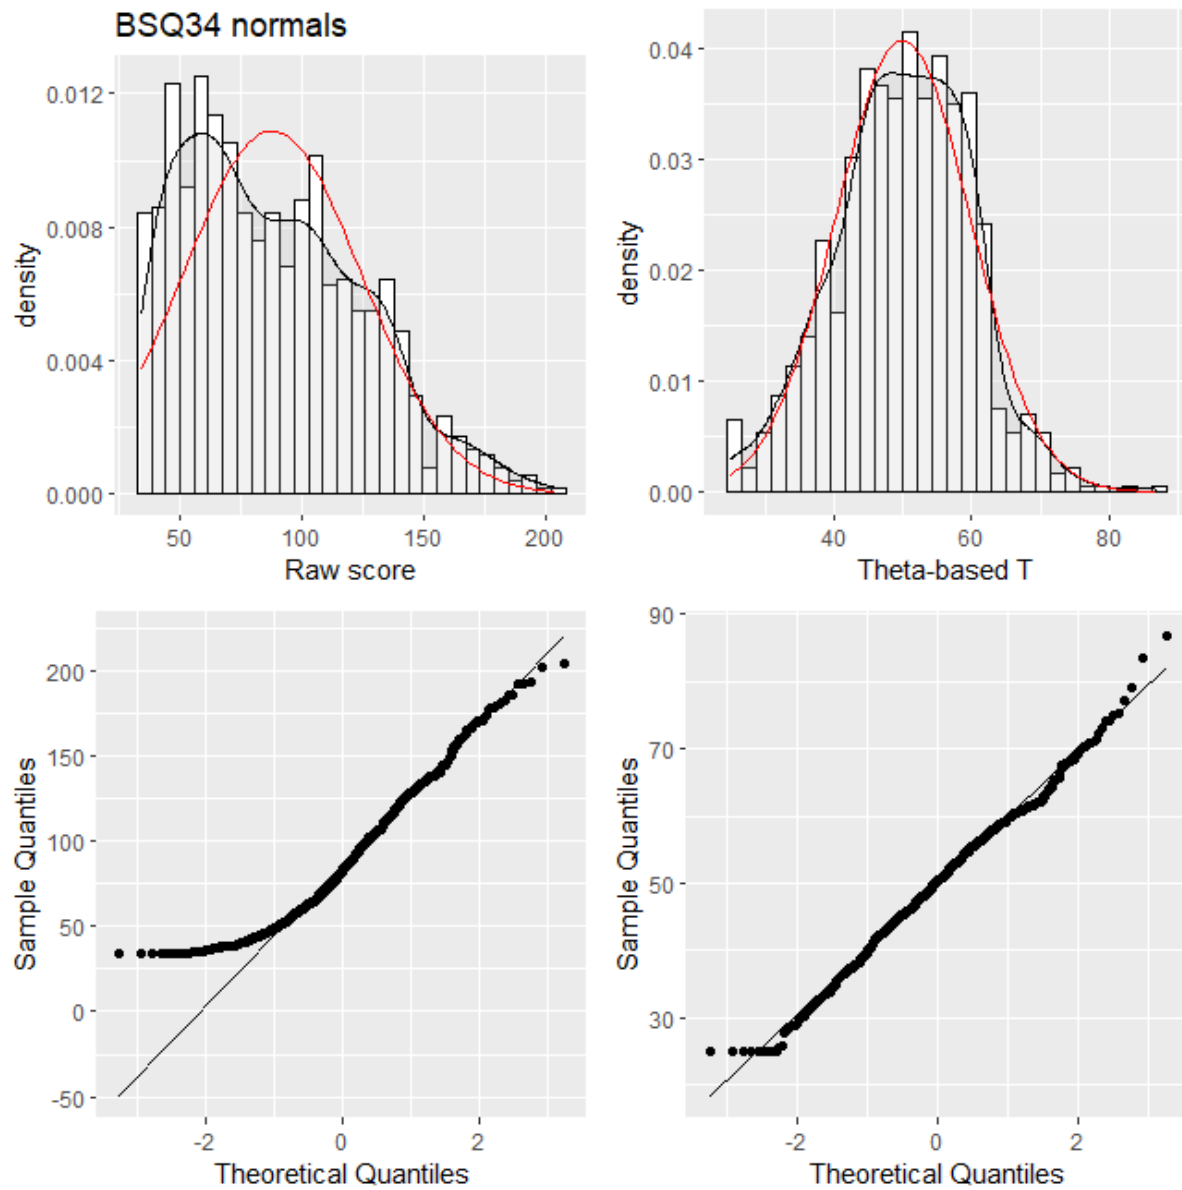 BSQ34 normals
density
0.012
0.008
0.004
0.000
50 100 150 200
Raw score
density
0.04
0.03
0.02
0.01
0.00
40 60 80
Theta-based T
Sample Quantiles
200
150
100
50
0
-50
-2 0 2
Theoretical Quantiles
Sample Quantiles
90
70
50
30
-2 0 2
Theoretical Quantiles